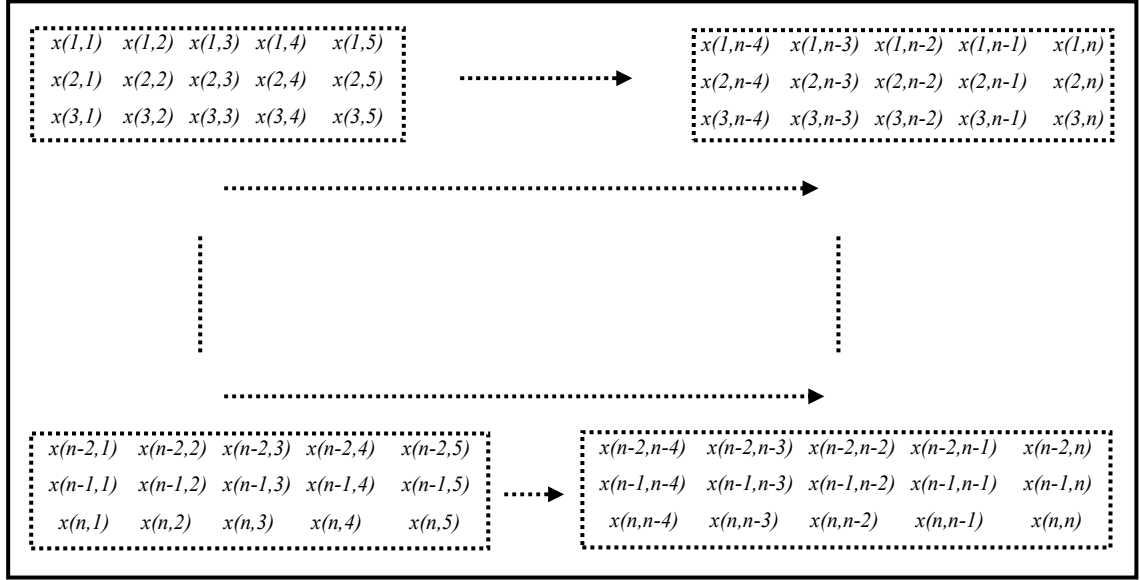 x(1,1) x(1,2) x(1,3) x(1,4) x(1,5)
x(2,1) x(2,2) x(2,3) x(2,4) x(2,5)
x(3,1) x(3,2) x(3,3) x(3,4) x(3,5)
x(1,n-4) x(1,n-3) x(1,n-2) x(1,n-1) x(1,n)
x(2,n-4) x(2,n-3) x(2,n-2) x(2,n-1) x(2,n)
x(3,n-4) x(3,n-3) x(3,n-2) x(3,n-1) x(3,n)
x(n-2,1) x(n-2,2) x(n-2,3) x(n-2,4) x(n-2,5)
x(n-1,1) x(n-1,2) x(n-1,3) x(n-1,4) x(n-1,5)
x(n,1) x(n,2) x(n,3) x(n,4) x(n,5)
x(n-2,n-4) x(n-2,n-3) x(n-2,n-2) x(n-2,n-1) x(n-2,n)
x(n-1,n-4) x(n-1,n-3) x(n-1,n-2) x(n-1,n-1) x(n-1,n)
x(n,n-4) x(n,n-3) x(n,n-2) x(n,n-1) x(n,n)